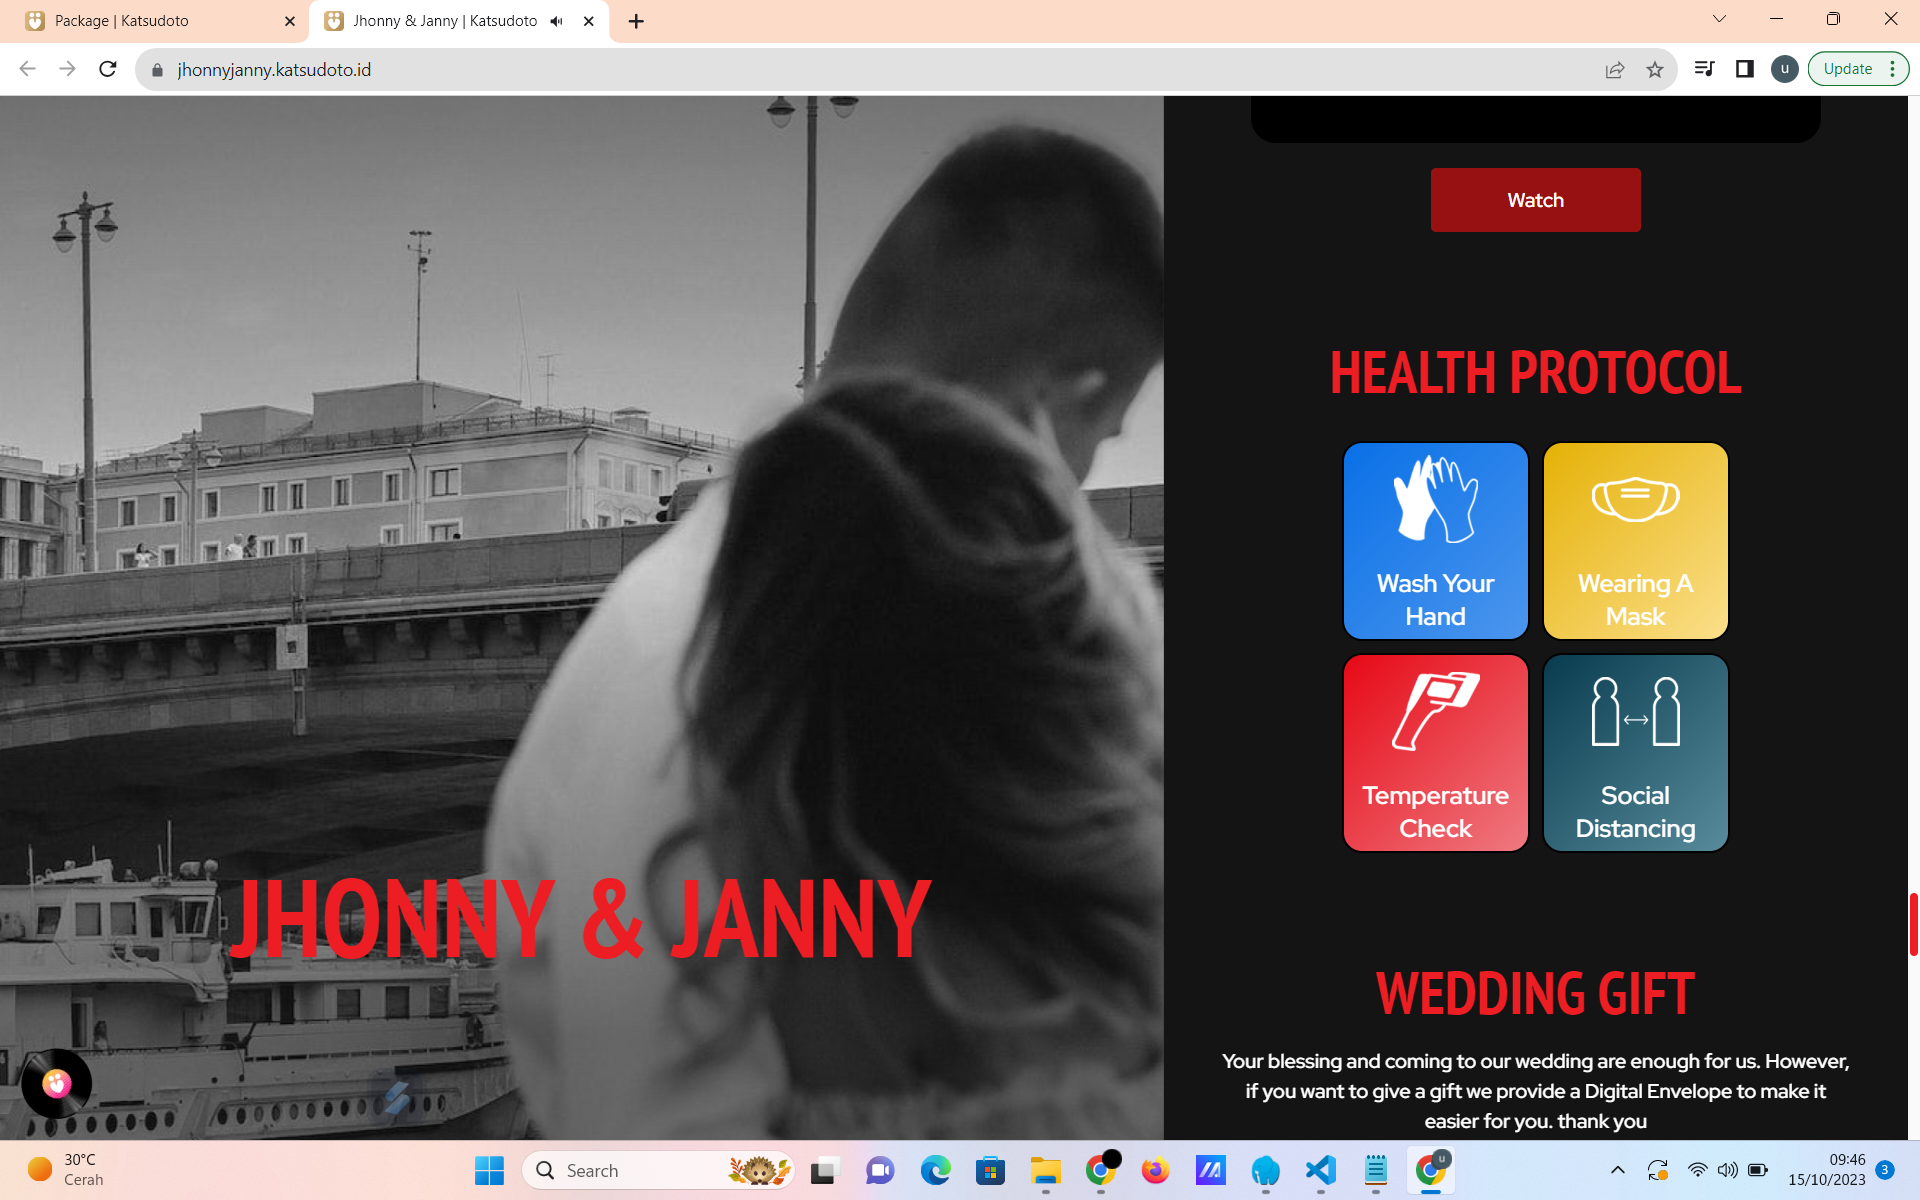 Package | Katsudoto
Jhonny & Janny | Katsudoto
jhonnyjanny.katsudoto.id
u
Update
Watch
HEALTH PROTOCOL
Wash Your
Hand
Wearing A
Mask
Temperature
Check
Social
Distancing
JHONNY & JANNY
WEDDING GIFT
Your blessing and coming to our wedding are enough for us. However,
if you want to give a gift we provide a Digital Envelope to make it
easier for you. thank you
30°C
Cerah
Search
u
09:46
15/10/2023
3